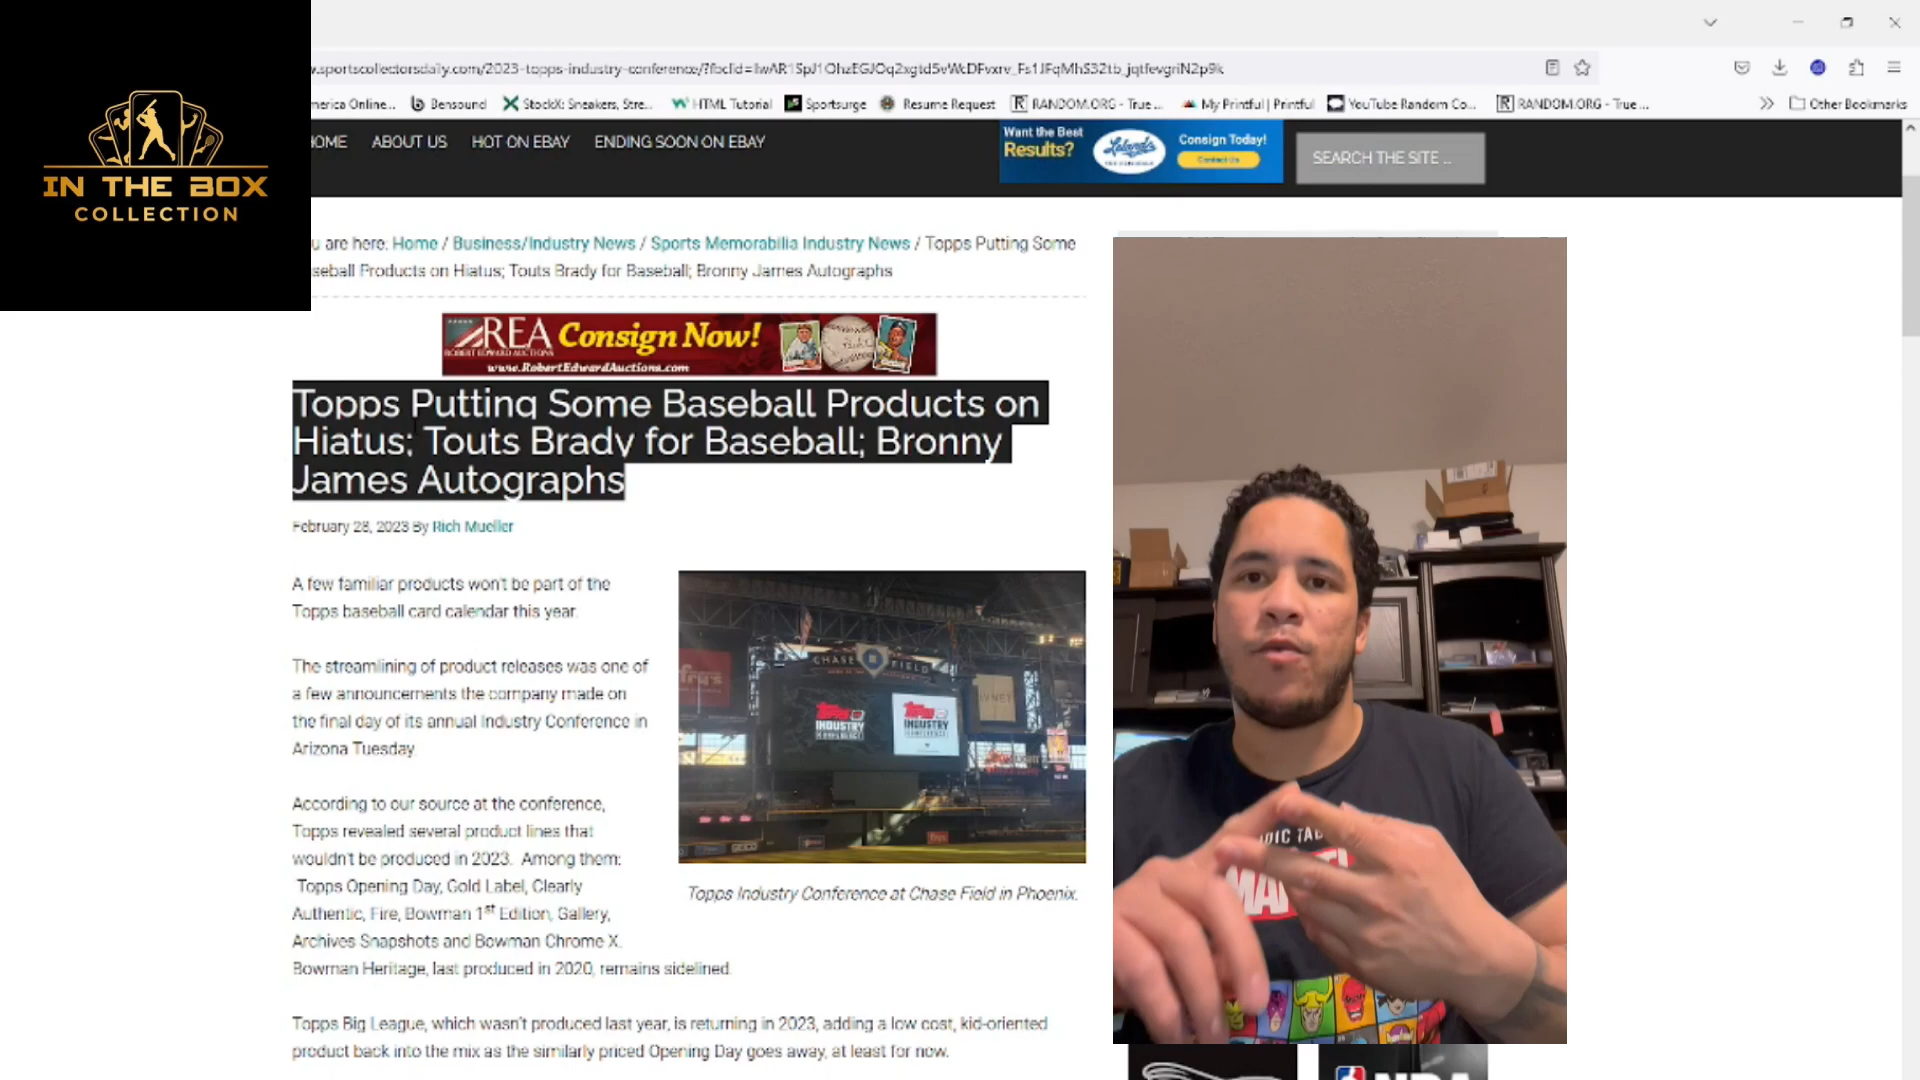 IN THE BOX
COLLECTION
Other Bookmarks
Bensound
StockX: Sneakers, Stre...
HTML Tutorial
Sportsurge
Resume Request
RANDOM.ORG - True ...
My Printful | Printful
YouTube Random Co...
RANDOM.ORG - True ...
ABOUT US
HOT ON EBAY
ENDING SOON ON EBAY
Want the Best
Results?
Consign Today!
Contact Us
SEARCH THE SITE ...
are here: Home / Business/Industry News / Sports Memorabilia Industry News / Topps Putting Some
Products on Hiatus; Touts Brady for Baseball; Bronny James Autographs
REA Consign Now!
ROBERT EDWARD AUCTIONS
www.RobertEdwardAuctions.com
Topps Putting Some Baseball Products on
Hiatus; Touts Brady for Baseball; Bronny
James Autographs
February 28, 2023 By Rich Mueller
A few familiar products won't be part of the
Topps baseball card calendar this year.
The streamlining of product releases was one of
a few announcements the company made on
the final day of its annual Industry Conference in
Arizona Tuesday
According to our source at the conference,
Topps revealed several product lines that
wouldn't be produced in 2023. Among them:
Topps Opening Day, Gold Label, Clearly
Authentic, Fire, Bowman 1st Edition, Gallery,
Archives Snapshots and Bowman Chrome X.
Bowman Heritage, last produced in 2020, remains sidelined.
Topps Big League, which wasn't produced last year, is returning in 2023, adding a low cost, kid-oriented
product back into the mix as the similarly priced Opening Day goes away, at least for now.
CHASE FIELD
TOPPS
INDUSTRY
CONFERENCE
TOPPS
INDUSTRY
CONFERENCE
Topps Industry Conference at Chase Field in Phoenix.